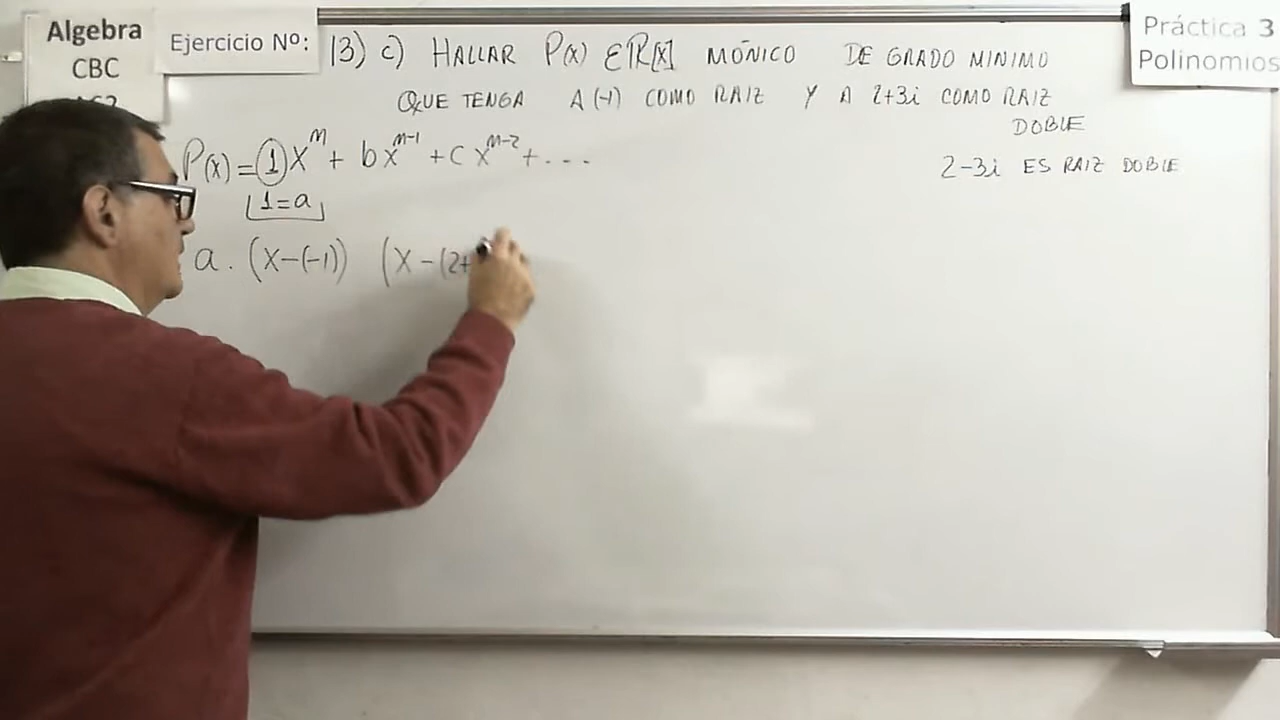 Algebra
CBC
Ejercicio Nº:
13) c) HALLAR P(x) ∈ ℝ[x] MÓNICO DE GRADO MINIMO
QUE TENGA A (-1) COMO RAIZ Y A 2+3i COMO RAIZ
DOBLE
Práctica 3
Polinomios
P(x) = 1 x^n + b x^n-1 + c x^n-2 + ...
2-3i ES RAIZ DOBLE
1=a
a. (x-(-1)) (x-(2+